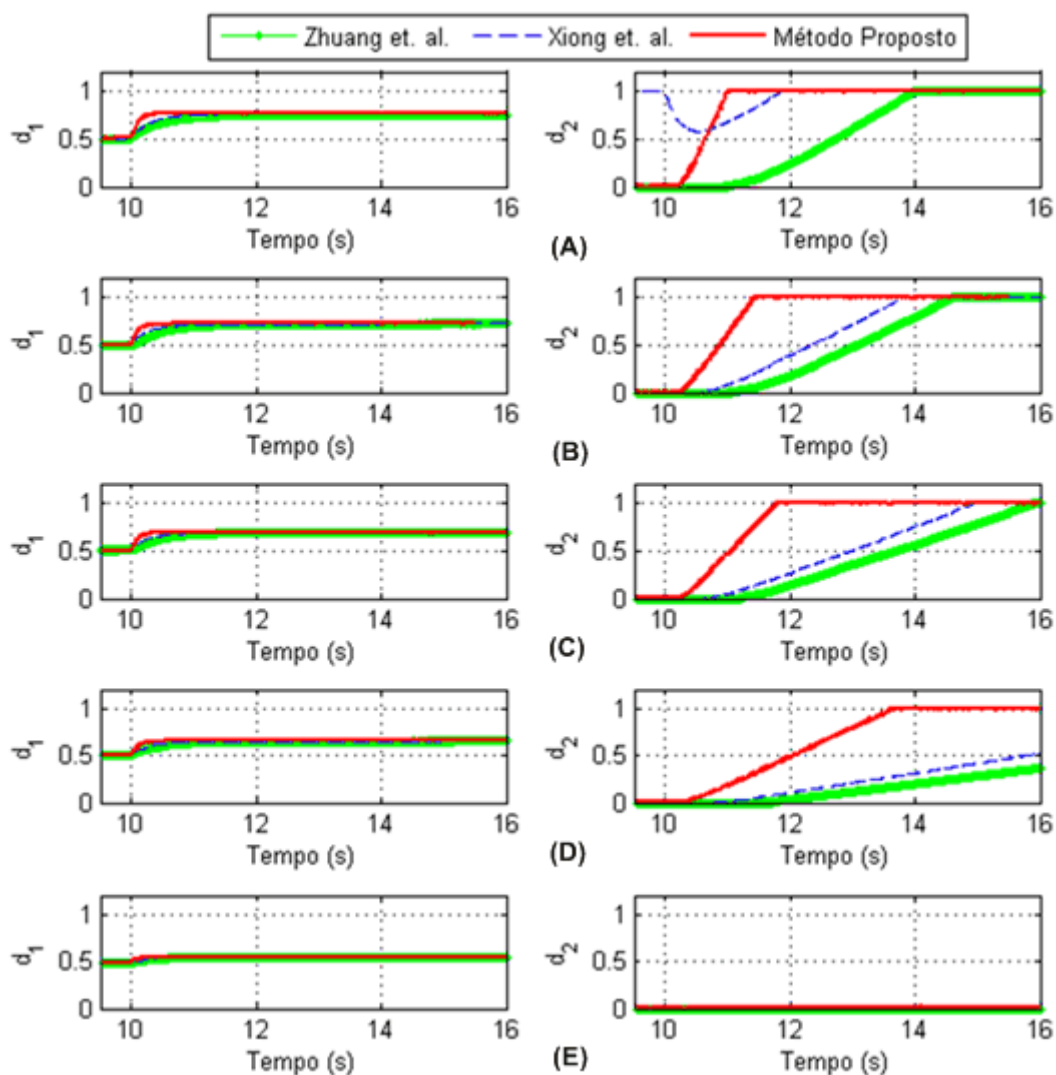 Zhuang et. al. Xiong et. al. Método Proposto
d1 1 0.5 0 d2 1 0.5 0
10 12 14 16 10 12 14 16
Tempo (s) Tempo (s)
(A)
d1 1 0.5 0 d2 1 0.5 0
10 12 14 16 10 12 14 16
Tempo (s) Tempo (s)
(B)
d1 1 0.5 0 d2 1 0.5 0
10 12 14 16 10 12 14 16
Tempo (s) Tempo (s)
(C)
d1 1 0.5 0 d2 1 0.5 0
10 12 14 16 10 12 14 16
Tempo (s) Tempo (s)
(D)
d1 1 0.5 0 d2 1 0.5 0
10 12 14 16 10 12 14 16
Tempo (s) Tempo (s)
(E)